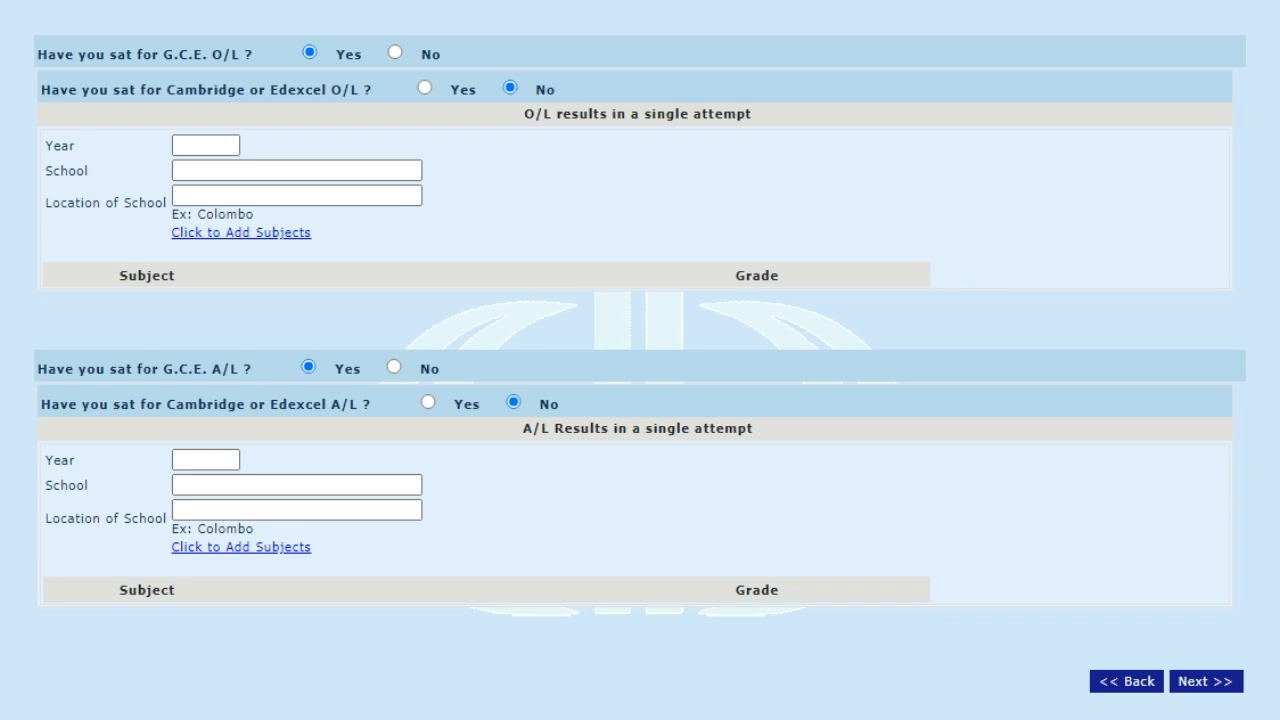 Have you sat for G.C.E. O/L ? Yes No
Have you sat for Cambridge or Edexcel O/L ? Yes No
O/L results in a single attempt
Year
School
Location of School
Ex: Colombo
Click to Add Subjects
Subject Grade
Have you sat for G.C.E. A/L ? Yes No
Have you sat for Cambridge or Edexcel A/L ? Yes No
A/L Results in a single attempt
Year
School
Location of School
Ex: Colombo
Click to Add Subjects
Subject Grade
<< Back Next >>